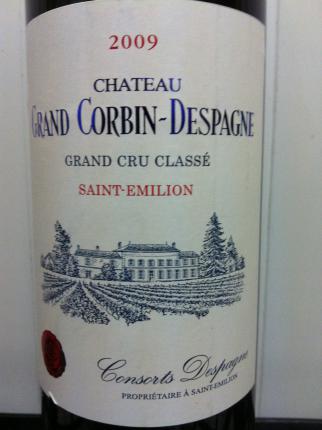 2009
CHATEAU
GRAND CORBIN-DESPAGNE
GRAND CRU CLASSÉ
SAINT-EMILION
Consorts Despagne
PROPRIÉTAIRE À SAINT-EMILION